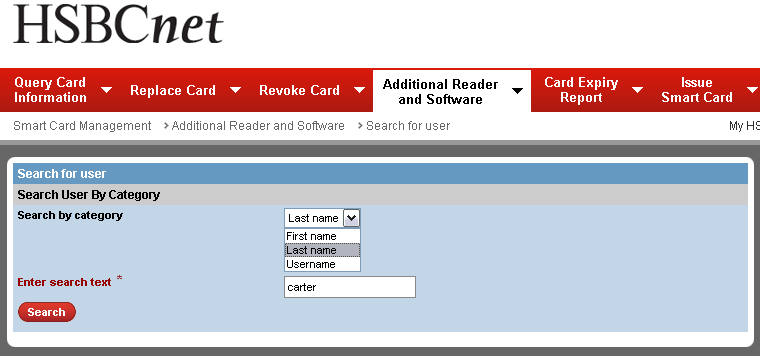 HSBCnet
Query Card Information
Replace Card
Revoke Card
Additional Reader and Software
Card Expiry Report
Issue Smart Card
Smart Card Management > Additional Reader and Software > Search for user
My HS
Search for user
Search User By Category
Search by category
Last name
First name
Last name
Username
Enter search text *
carter
Search